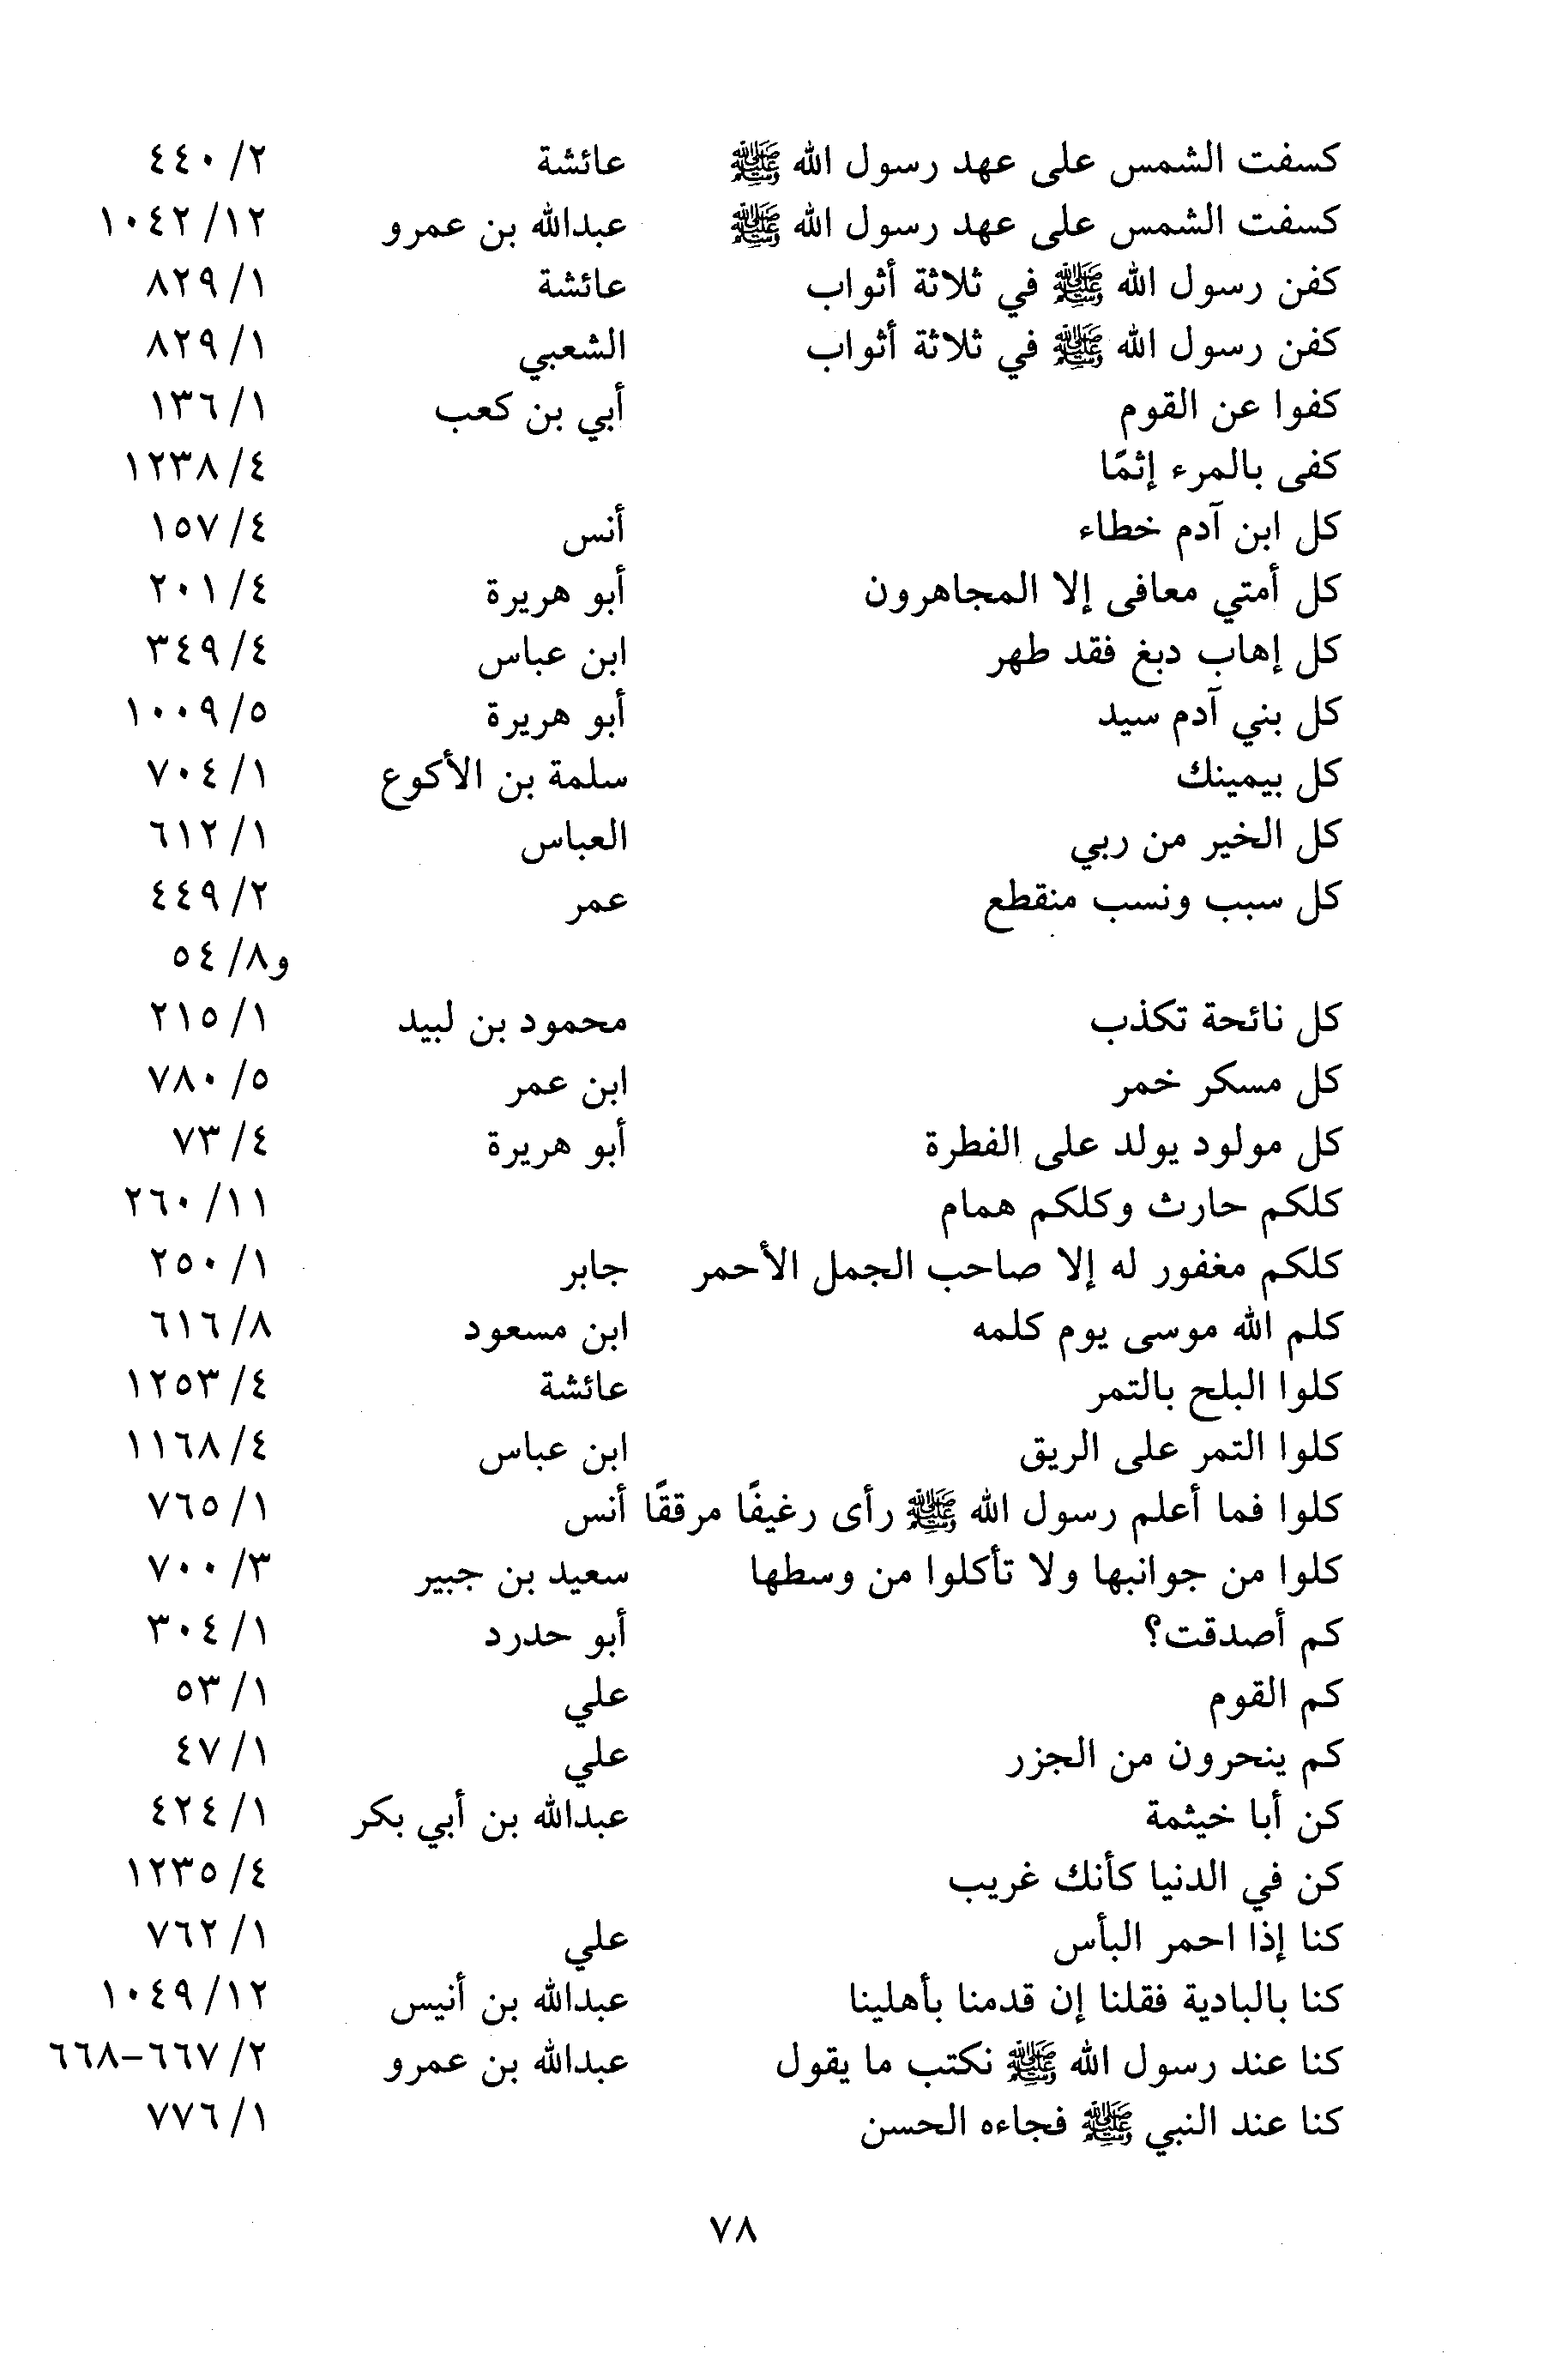 كسفت الشمس على عهد رسول الله ﷺ عائشة ٢/ ٤٤٠
كسفت الشمس على عهد رسول الله ﷺ عبدالله بن عمرو ١٢/ ١٠٤٢
كفن رسول الله ﷺ في ثلاثة أثواب عائشة ١/ ٨٢٩
كفن رسول الله ﷺ في ثلاثة أثواب الشعبي ١/ ٨٢٩
كفوا عن القوم أبي بن كعب ١/ ١٣٦
كفى بالمرء إثمًا ٤/ ١٢٣٨
كل ابن آدم خطاء أنس ٤/ ١٥٧
كل أمتي معافى إلا المجاهرون أبو هريرة ٤/ ٢٠١
كل إهاب دبغ فقد طهر ابن عباس ٤/ ٣٤٩
كل بني آدم سيد أبو هريرة ٥/ ١٠٠٩
كل بيمينك سلمة بن الأكوع ١/ ٧٠٤
كل الخير من ربي العباس ١/ ٦١٢
كل سبب ونسب منقطع عمر ٢/ ٤٤٩
و٨/ ٥٤
كل نائحة تكذب محمود بن لبيد ١/ ٢١٥
كل مسكر خمر ابن عمر ٥/ ٧٨٠
كل مولود يولد على الفطرة أبو هريرة ٤/ ٧٣
كلكم حارث وكلكم همام ١١/ ٢٦٠
كلكم مغفور له إلا صاحب الجمل الأحمر جابر ١/ ٢٥٠
كلم الله موسى يوم كلمه ابن مسعود ٨/ ٦١٦
كلوا البلح بالتمر عائشة ٤/ ١٢٥٣
كلوا التمر على الريق ابن عباس ٤/ ١١٦٨
كلوا فما أعلم رسول الله ﷺ رأى رغيفًا مرققًا أنس ١/ ٧٦٥
كلوا من جوانبها ولا تأكلوا من وسطها سعيد بن جبير ٣/ ٧٠٠
كم أصدقت؟ أبو حدرد ١/ ٣٠٤
كم القوم علي ١/ ٥٣
كم ينحرون من الجزر علي ١/ ٤٧
كن أبا خيثمة عبدالله بن أبي بكر ١/ ٤٢٤
كن في الدنيا كأنك غريب ٤/ ١٢٣٥
كنا إذا احمر البأس علي ١/ ٧٦٢
كنا بالبادية فقلنا إن قدمنا بأهلينا عبدالله بن أنيس ١٢/ ١٠٤٩
كنا عند رسول الله ﷺ نكتب ما يقول عبدالله بن عمرو ٢/ ٦٦٧-٦٦٨
كنا عند النبي ﷺ فجاءه الحسن ١/ ٧٧٦
٧٨